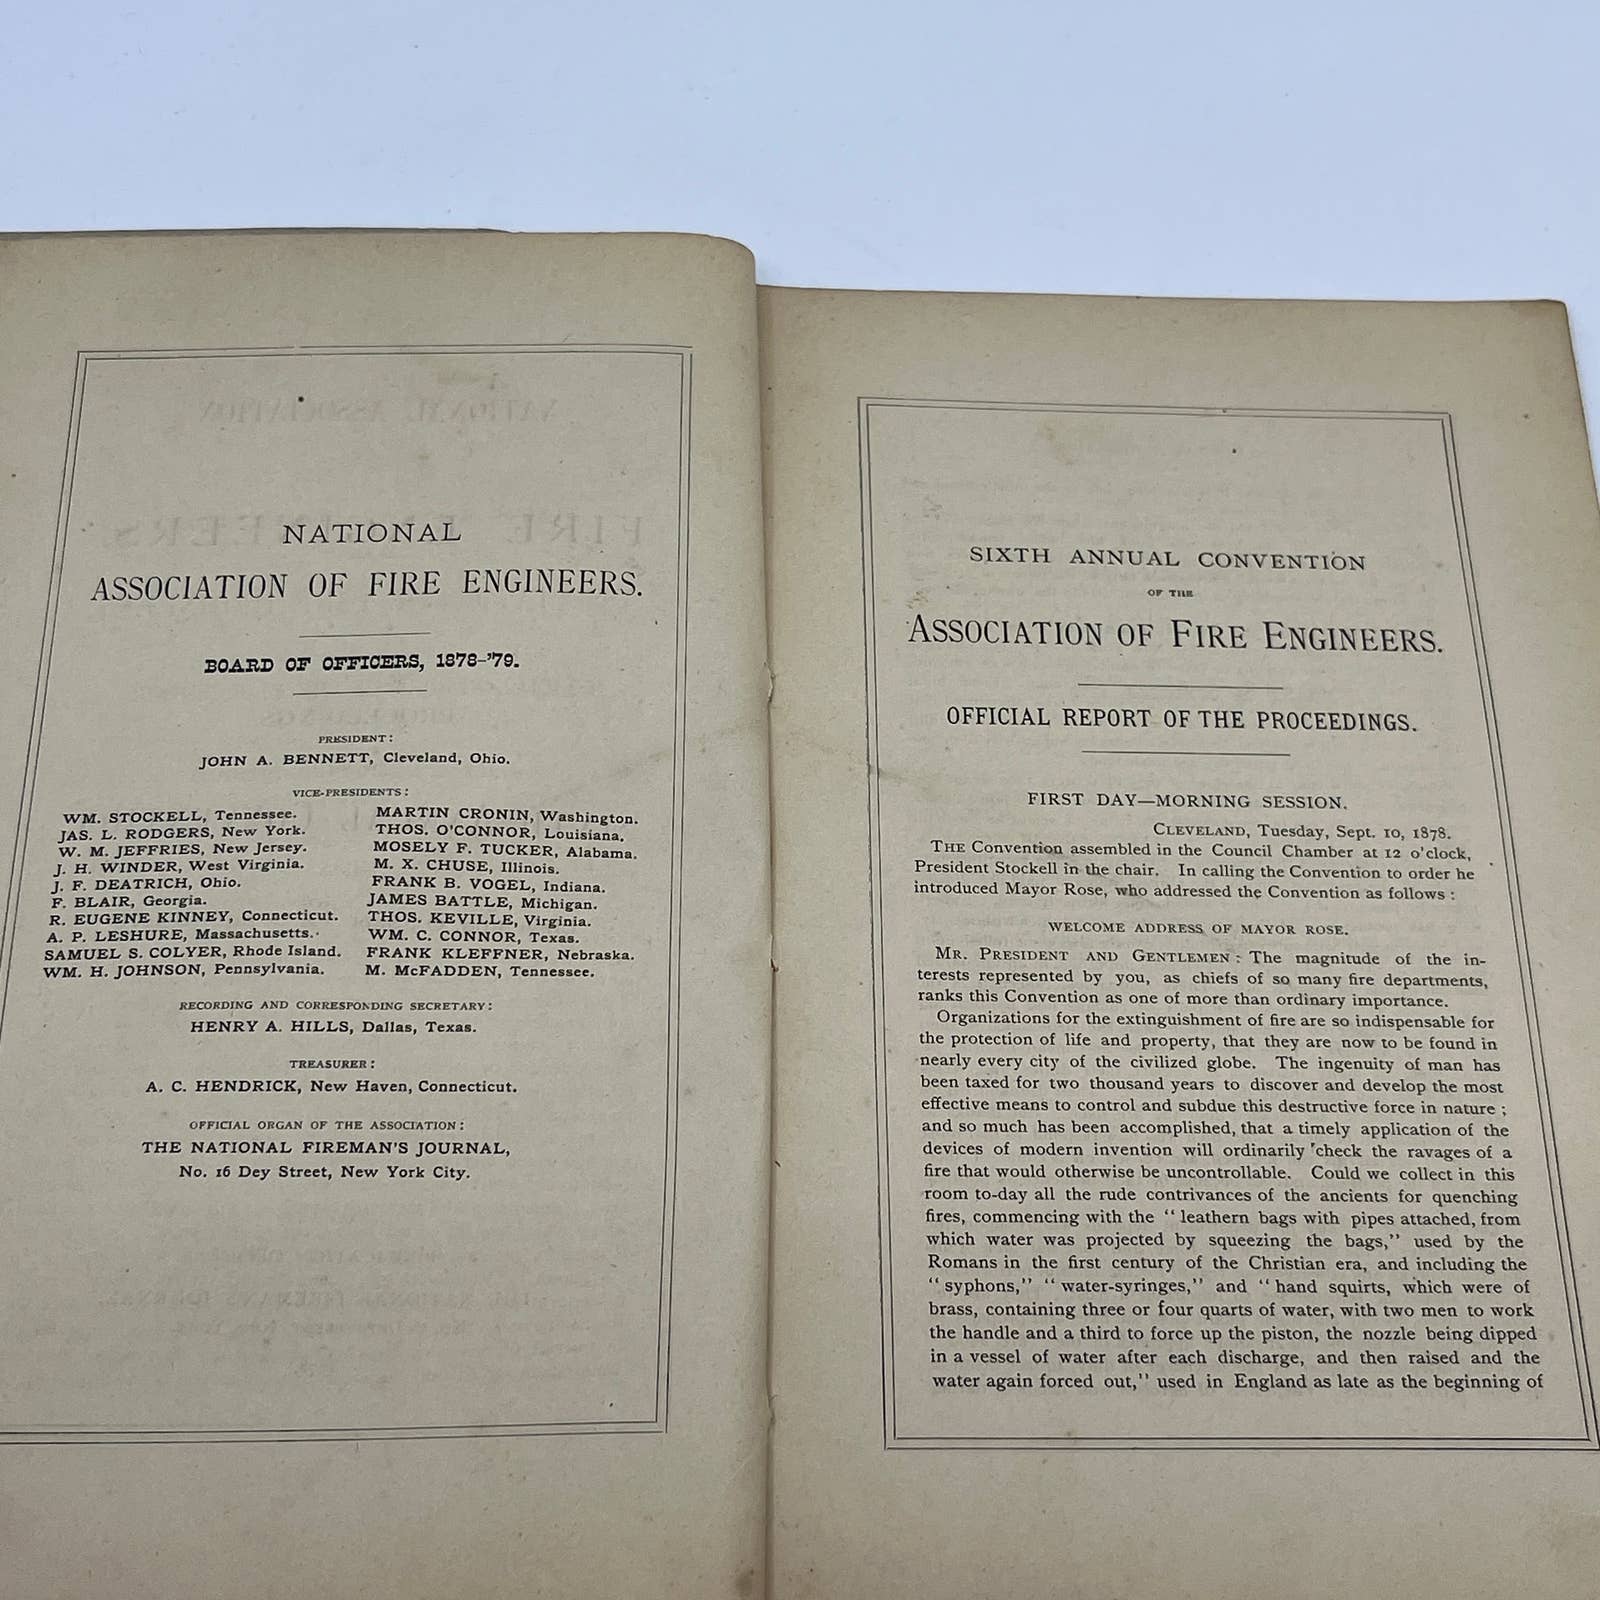 NATIONAL
ASSOCIATION OF FIRE ENGINEERS.
BOARD OF OFFICERS, 1878-'79.
PRESIDENT:
JOHN A. BENNETT, Cleveland, Ohio.
VICE-PRESIDENTS:
WM. STOCKELL, Tennessee.
JAS. L. RODGERS, New York.
W. M. JEFFRIES, New Jersey.
J. H. WINDER, West Virginia.
J. F. DEATRICH, Ohio.
F. BLAIR, Georgia.
R. EUGENE KINNEY, Connecticut.
A. P. LESHURE, Massachusetts.
SAMUEL S. COLYER, Rhode Island.
WM. H. JOHNSON, Pennsylvania.
MARTIN CRONIN, Washington.
THOS. O'CONNOR, Louisiana.
MOSELY F. TUCKER, Alabama.
M. X. CHUSE, Illinois.
FRANK B. VOGEL, Indiana.
JAMES BATTLE, Michigan.
THOS. KEVILLE, Virginia.
WM. C. CONNOR, Texas.
FRANK KLEFFNER, Nebraska.
M. McFADDEN, Tennessee.
RECORDING AND CORRESPONDING SECRETARY:
HENRY A. HILLS, Dallas, Texas.
TREASURER:
A. C. HENDRICK, New Haven, Connecticut.
OFFICIAL ORGAN OF THE ASSOCIATION:
THE NATIONAL FIREMAN'S JOURNAL,
No. 16 Dey Street, New York City.
SIXTH ANNUAL CONVENTION
OF THE
ASSOCIATION OF FIRE ENGINEERS.
OFFICIAL REPORT OF THE PROCEEDINGS.
FIRST DAY—MORNING SESSION.
CLEVELAND, Tuesday, Sept. 10, 1878.
THE Convention assembled in the Council Chamber at 12 o'clock,
President Stockell in the chair. In calling the Convention to order he
introduced Mayor Rose, who addressed the Convention as follows:
WELCOME ADDRESS OF MAYOR ROSE.
MR. PRESIDENT AND GENTLEMEN: The magnitude of the in-
terests represented by you, as chiefs of so many fire departments,
ranks this Convention as one of more than ordinary importance.
Organizations for the extinguishment of fire are so indispensable for
the protection of life and property, that they are now to be found in
nearly every city of the civilized globe. The ingenuity of man has
been taxed for two thousand years to discover and develop the most
effective means to control and subdue this destructive force in nature;
and so much has been accomplished, that a timely application of the
devices of modern invention will ordinarily check the ravages of a
fire that would otherwise be uncontrollable. Could we collect in this
room to-day all the rude contrivances of the ancients for quenching
fires, commencing with the "leathern bags with pipes attached, from
which water was projected by squeezing the bags," used by the
Romans in the first century of the Christian era, and including the
"syphons," "water-syringes," and "hand squirts, which were of
brass, containing three or four quarts of water, with two men to work
the handle and a third to force up the piston, the nozzle being dipped
in a vessel of water after each discharge, and then raised and the
water again forced out," used in England as late as the beginning of